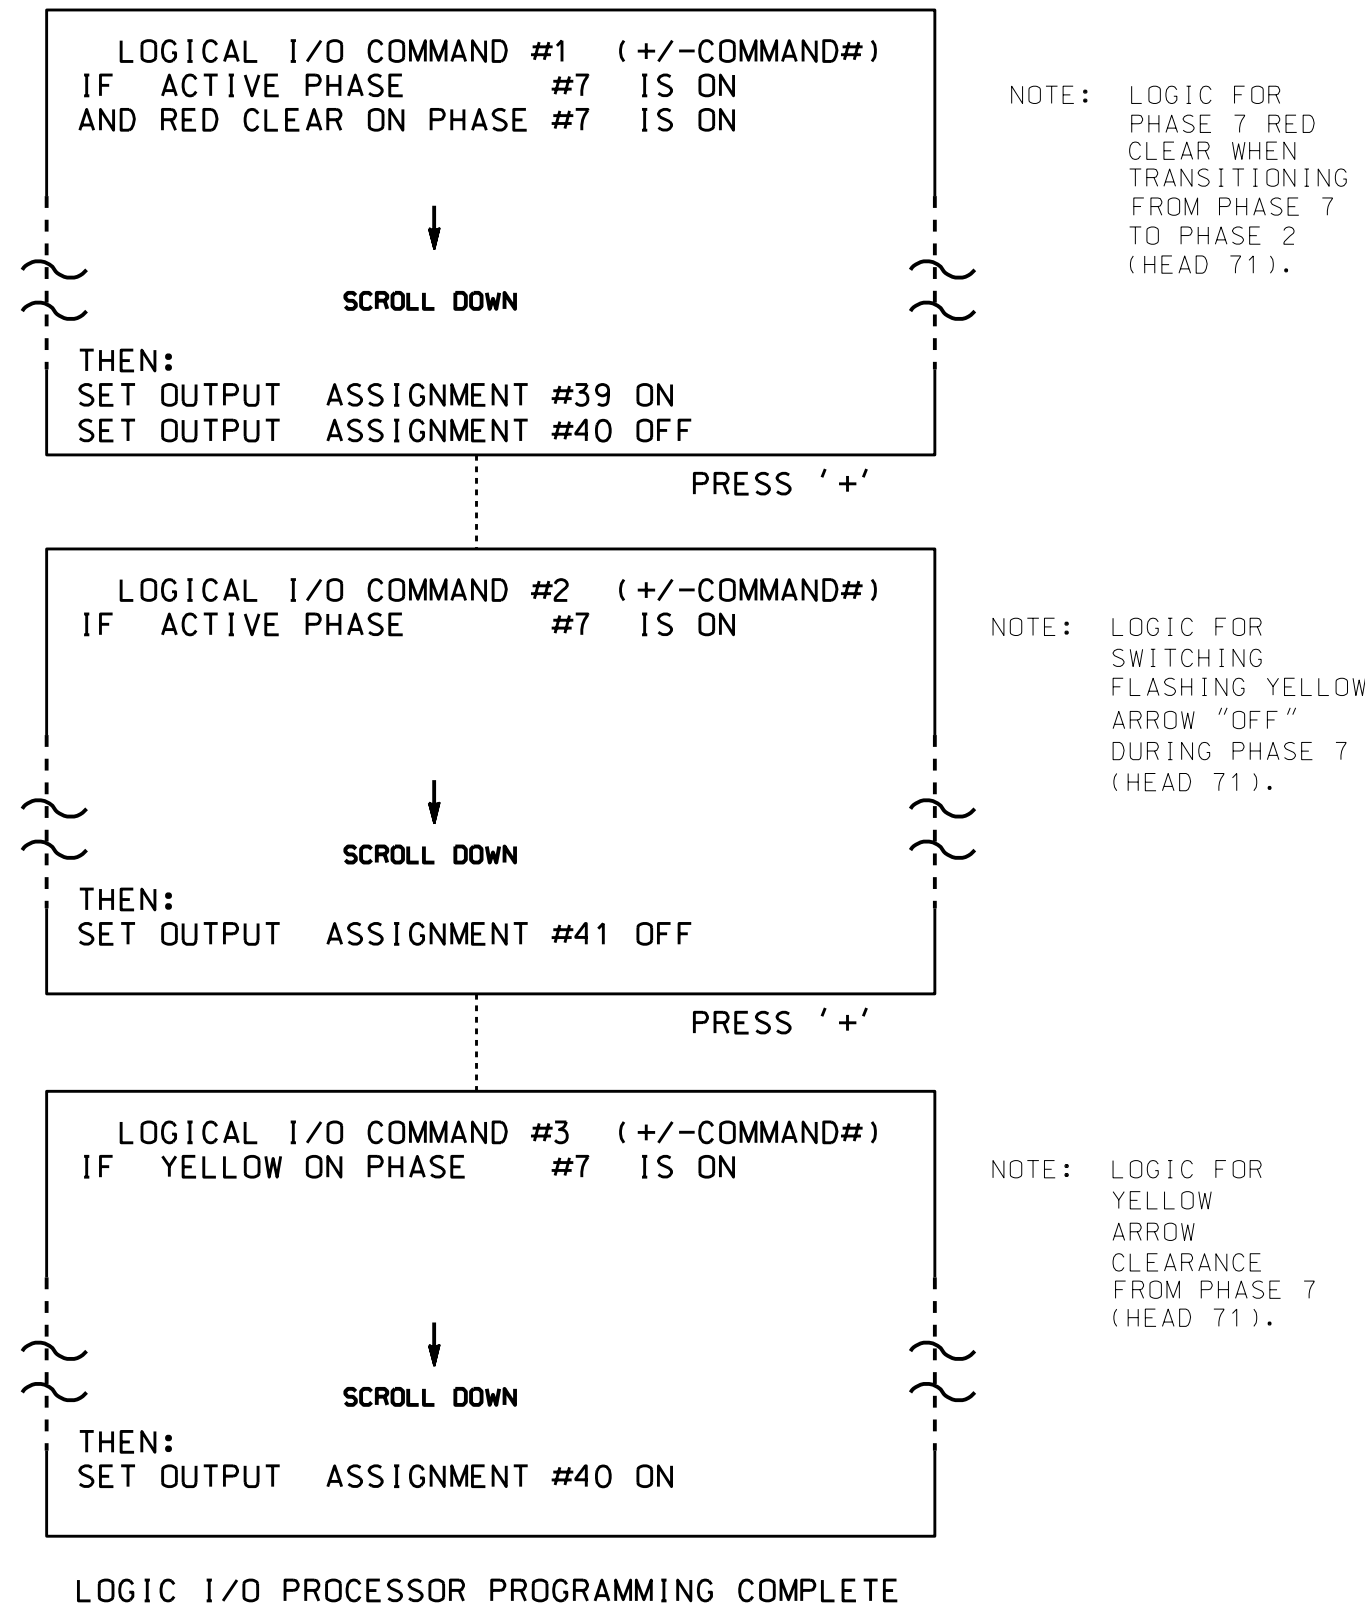 LOGICAL I/O COMMAND #1 (+/-COMMAND#)
IF ACTIVE PHASE #7 IS ON
AND RED CLEAR ON PHASE #7 IS ON
SCROLL DOWN
THEN:
SET OUTPUT ASSIGNMENT #39 ON
SET OUTPUT ASSIGNMENT #40 OFF
NOTE: LOGIC FOR
PHASE 7 RED
CLEAR WHEN
TRANSITIONING
FROM PHASE 7
TO PHASE 2
(HEAD 71).
PRESS '+'
LOGICAL I/O COMMAND #2 (+/-COMMAND#)
IF ACTIVE PHASE #7 IS ON
SCROLL DOWN
THEN:
SET OUTPUT ASSIGNMENT #41 OFF
NOTE: LOGIC FOR
SWITCHING
FLASHING YELLOW
ARROW "OFF"
DURING PHASE 7
(HEAD 71).
PRESS '+'
LOGICAL I/O COMMAND #3 (+/-COMMAND#)
IF YELLOW ON PHASE #7 IS ON
SCROLL DOWN
THEN:
SET OUTPUT ASSIGNMENT #40 ON
NOTE: LOGIC FOR
YELLOW
ARROW
CLEARANCE
FROM PHASE 7
(HEAD 71).
LOGIC I/O PROCESSOR PROGRAMMING COMPLETE